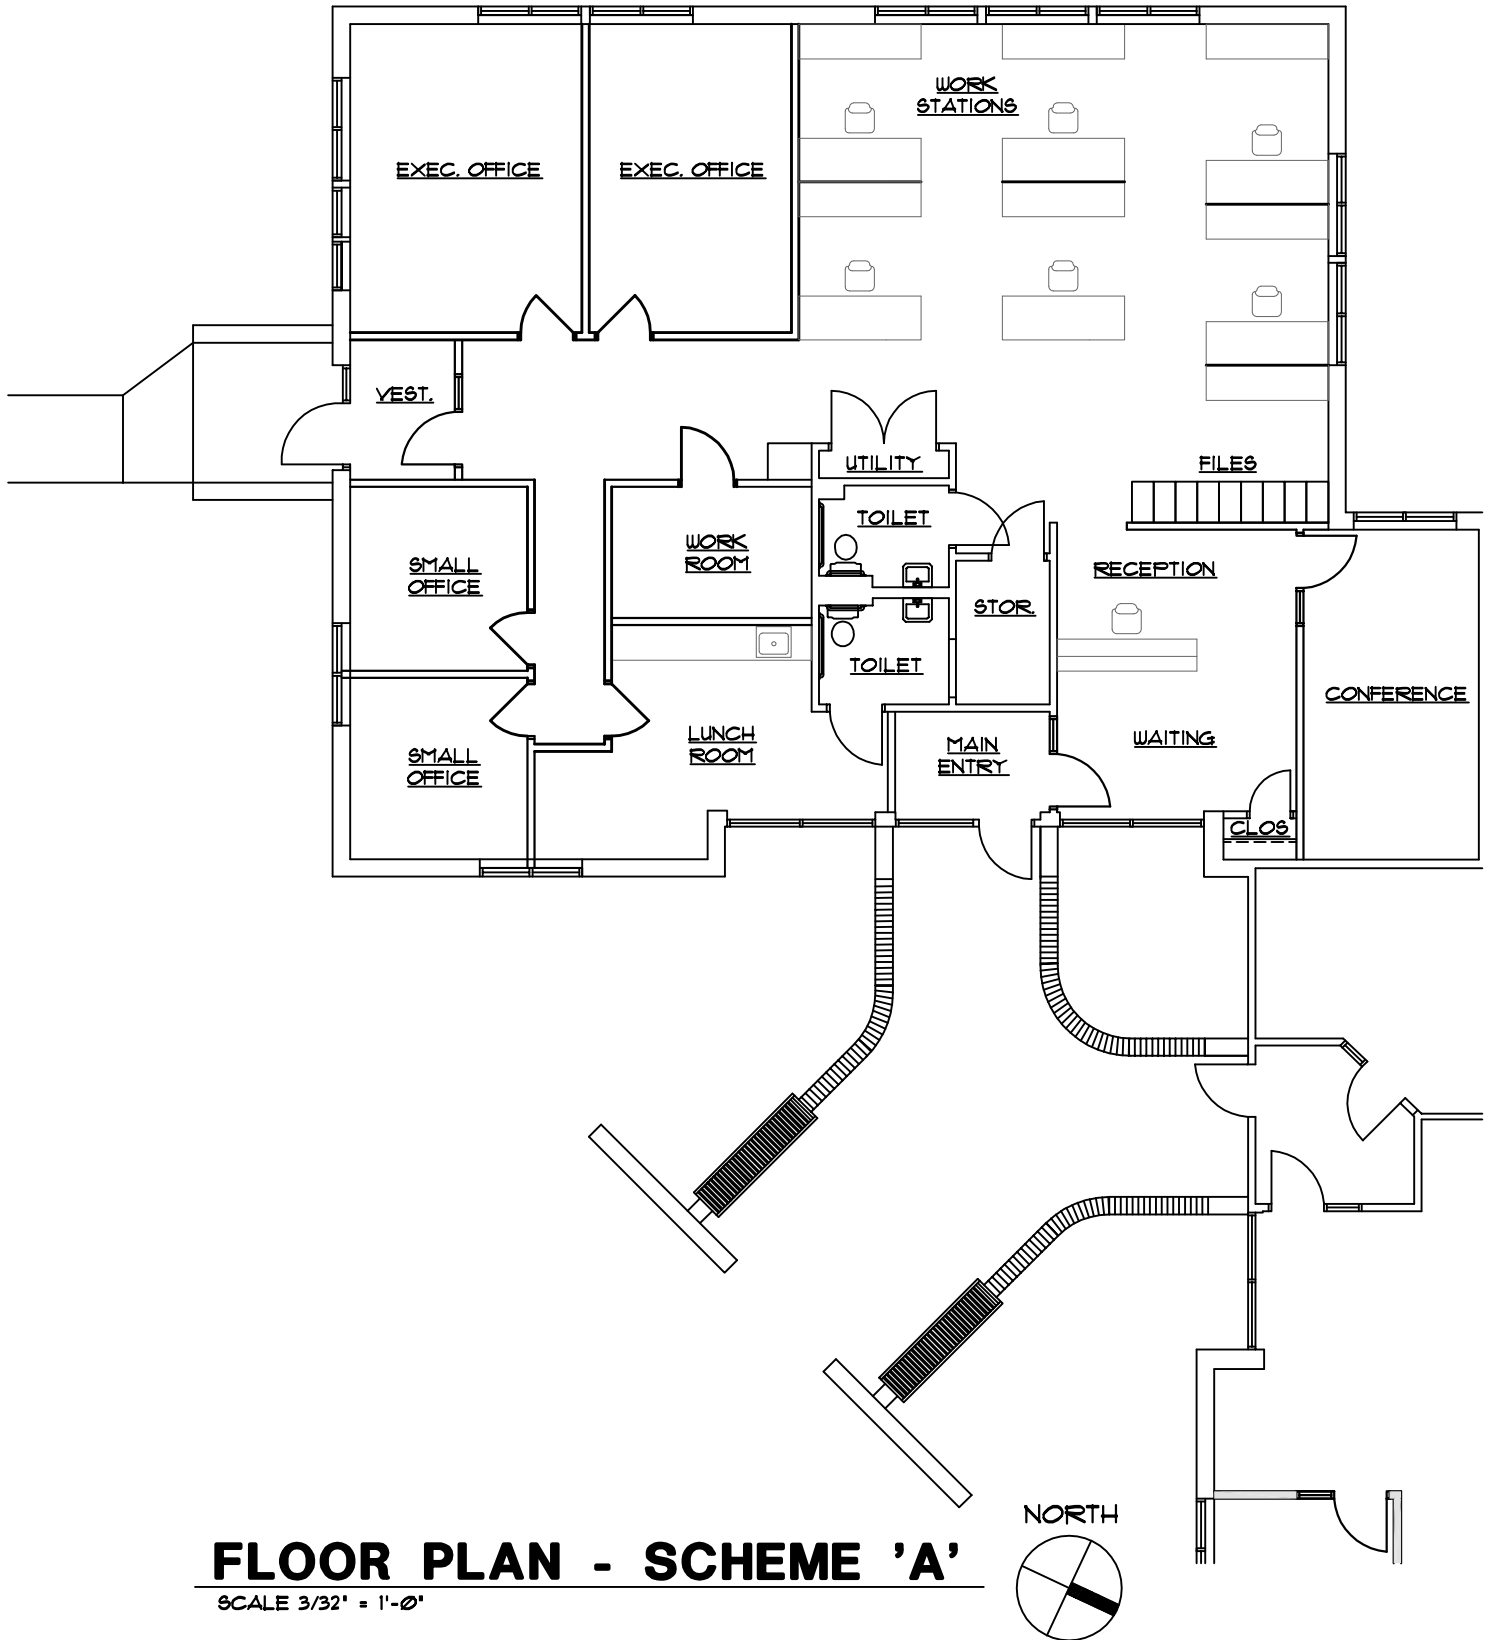 WORK
STATIONS
EXEC. OFFICE
EXEC. OFFICE
VEST.
UTILITY
FILES
TOILET
WORK
ROOM
SMALL
OFFICE
RECEPTION
STOR.
TOILET
CONFERENCE
LUNCH
ROOM
MAIN
ENTRY
WAITING
SMALL
OFFICE
CLOS
NORTH
FLOOR PLAN - SCHEME 'A'
SCALE 3/32" = 1'-0"